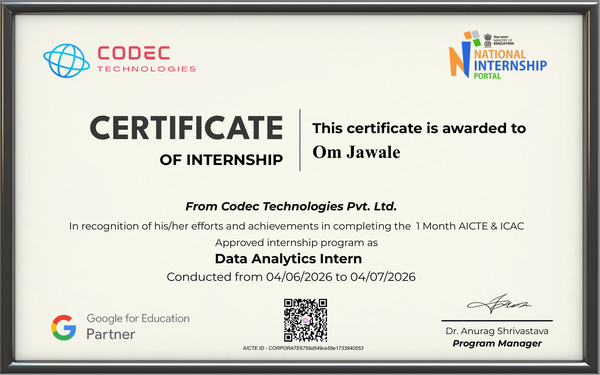 CODEC
TECHNOLOGIES
MINISTRY OF
EDUCATION
NATIONAL
INTERNSHIP
PORTAL
CERTIFICATE
OF INTERNSHIP
This certificate is awarded to
Om Jawale
From Codec Technologies Pvt. Ltd.
In recognition of his/her efforts and achievements in completing the 1 Month AICTE & ICAC
Approved internship program as
Data Analytics Intern
Conducted from 04/06/2026 to 04/07/2026
Google for Education
Partner
AICTE ID - CORPORATE6759d549ce59e1733940553
Dr. Anurag Shrivastava
Program Manager